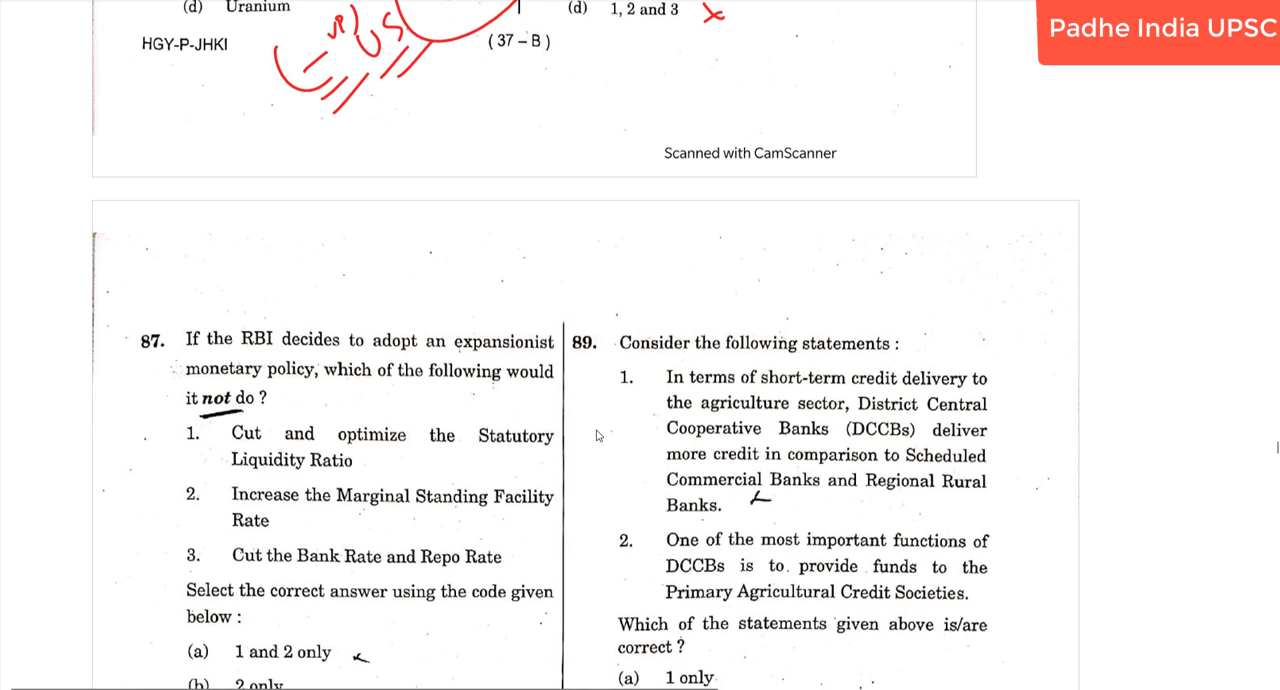 (d) Uranium
(d) 1, 2 and 3
Padhe India UPSC
HGY-P-JHKI
( 37 – B )
Scanned with CamScanner
87. If the RBI decides to adopt an expansionist
monetary policy, which of the following would
it not do ?
1. Cut and optimize the Statutory
Liquidity Ratio
2. Increase the Marginal Standing Facility
Rate
3. Cut the Bank Rate and Repo Rate
Select the correct answer using the code given
below :
(a) 1 and 2 only
(b) 2 only
89. Consider the following statements :
1. In terms of short-term credit delivery to
the agriculture sector, District Central
Cooperative Banks (DCCBs) deliver
more credit in comparison to Scheduled
Commercial Banks and Regional Rural
Banks.
2. One of the most important functions of
DCCBs is to provide funds to the
Primary Agricultural Credit Societies.
Which of the statements given above is/are
correct ?
(a) 1 only